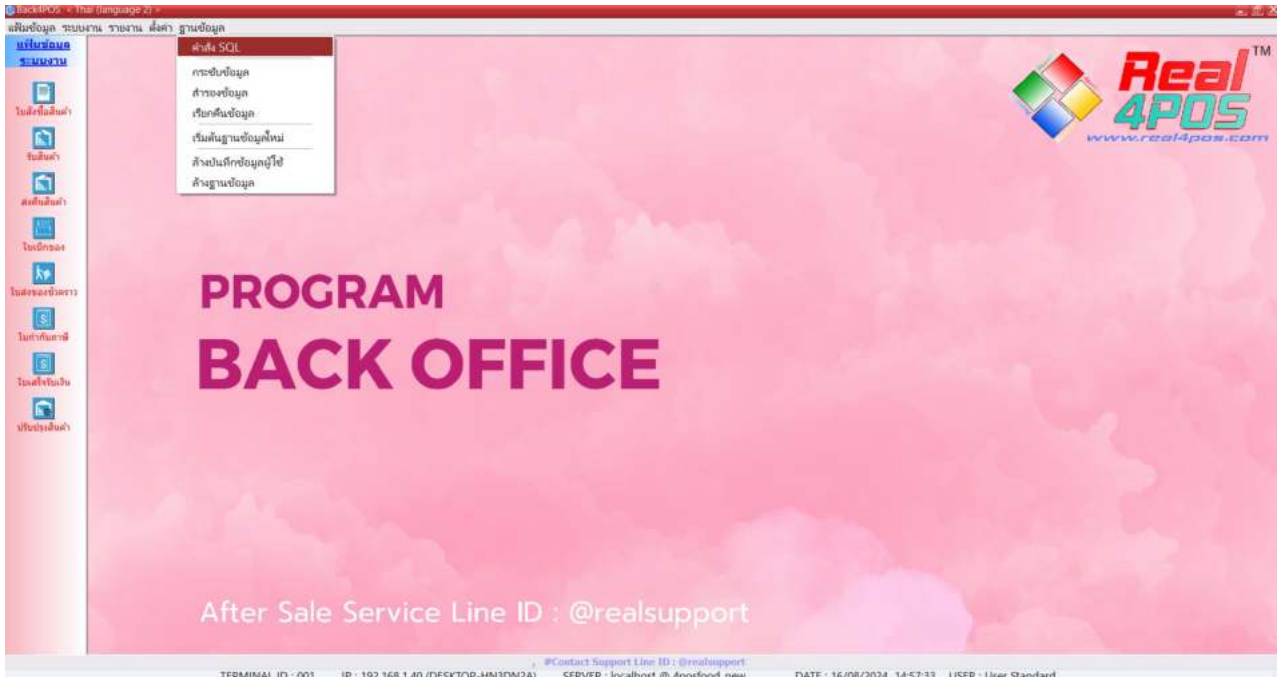 Back4POS < Thai (language 2) >
แฟ้มข้อมูล ระบบงาน รายงาน ตั้งค่า ฐานข้อมูล
แฟ้มข้อมูล
ระบบงาน
ใบสั่งซื้อสินค้า
รับสินค้า
ส่งคืนสินค้า
ใบเบิกของ
ใบส่งของชั่วคราว
ใบกำกับภาษี
ใบเสร็จรับเงิน
ปรับปรุงสินค้า
คำสั่ง SQL
กระชับข้อมูล
สำรองข้อมูล
เรียกคืนข้อมูล
เริ่มต้นฐานข้อมูลใหม่
ล้างบันทึกข้อมูลผู้ใช้
ล้างฐานข้อมูล
Real TM
4POS
www.real4pos.com
PROGRAM
BACK OFFICE
After Sale Service Line ID : @realsupport
, #Contact Support Line ID : @realsupport
TERMINAL ID : 001 IP : 192.168.1.40 (DESKTOP-HN3DN2A) SERVER : localhost @ 4posfood_new DATE : 16/08/2024 14:57:33 USER : User Standard